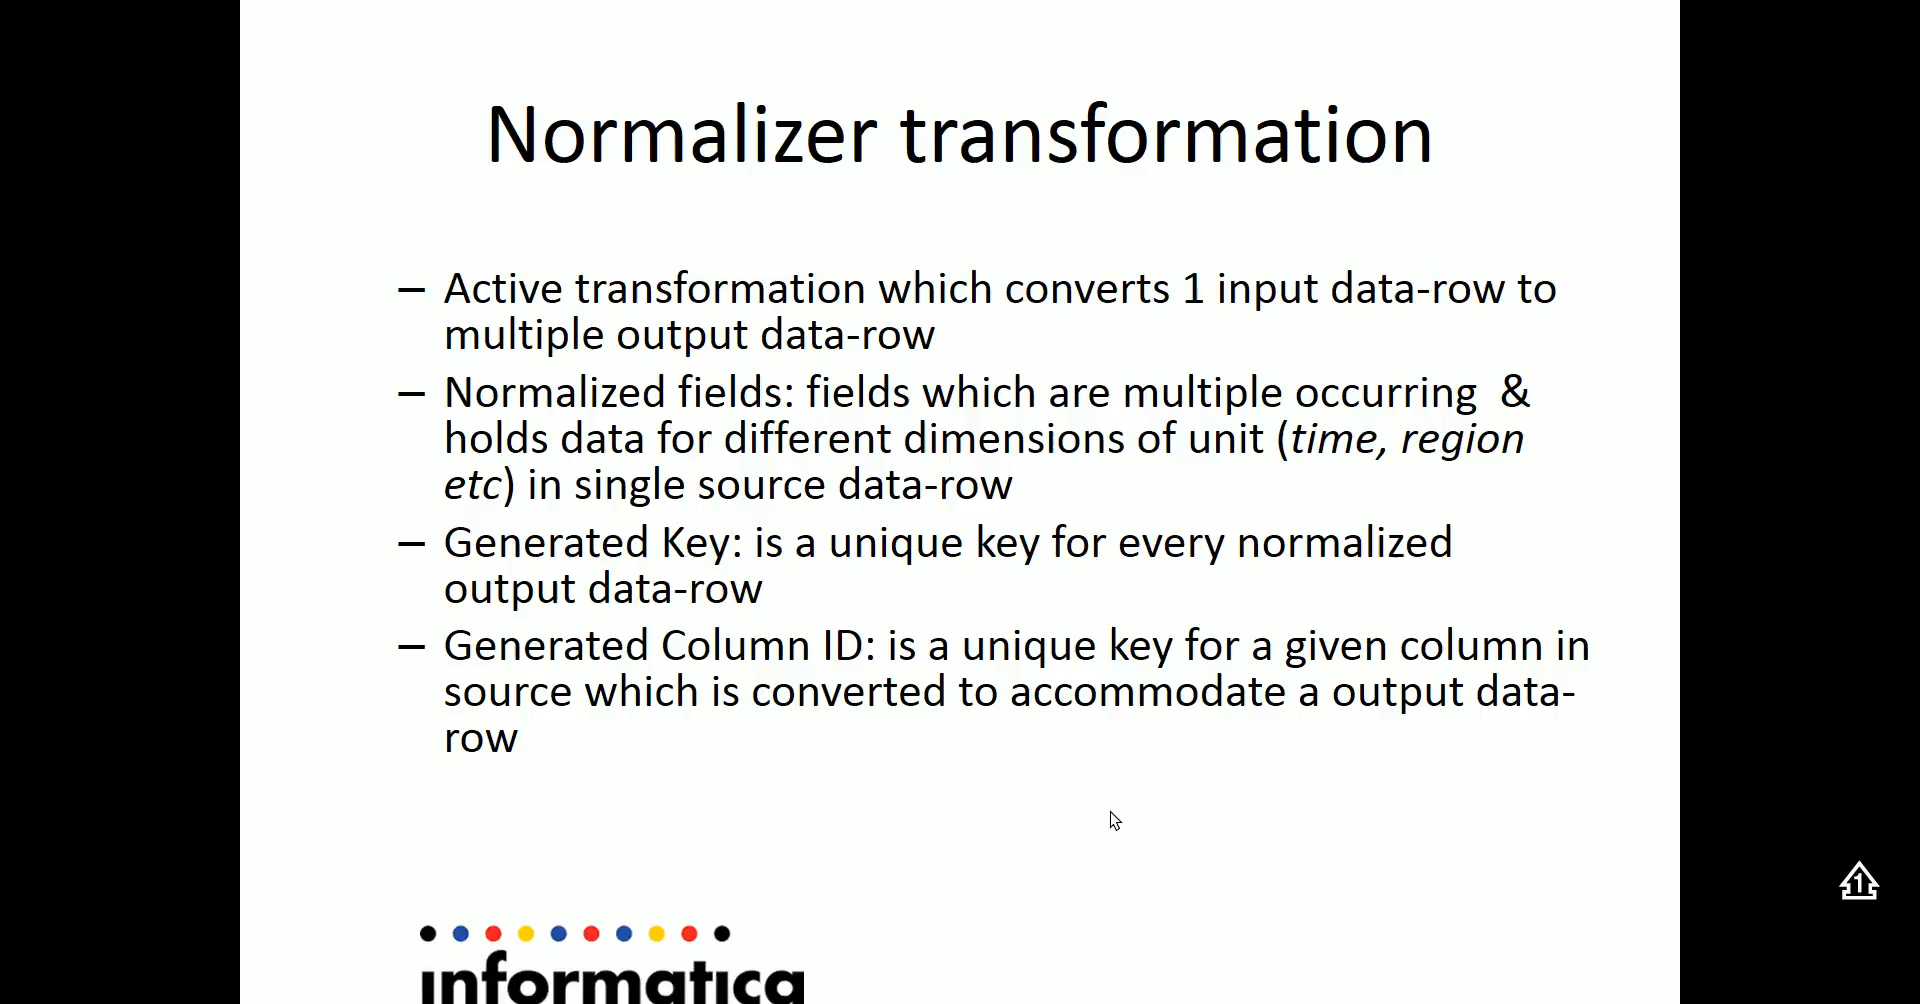 Normalizer transformation
– Active transformation which converts 1 input data-row to
multiple output data-row
– Normalized fields: fields which are multiple occurring & 
holds data for different dimensions of unit (time, region
etc) in single source data-row
– Generated Key: is a unique key for every normalized
output data-row
– Generated Column ID: is a unique key for a given column in
source which is converted to accommodate a output data-
row
1
informatica